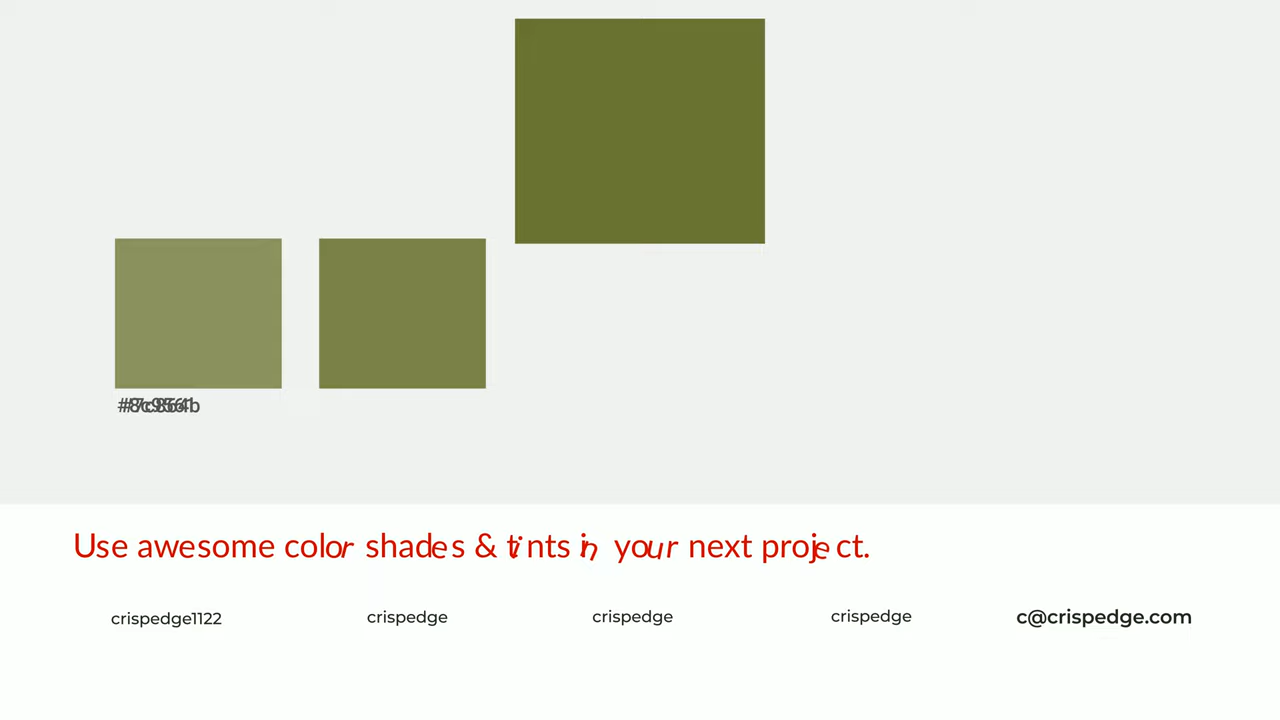 Use awesome color shades & tints in your next project.
crispedge1122 crispedge crispedge crispedge c@crispedge.com